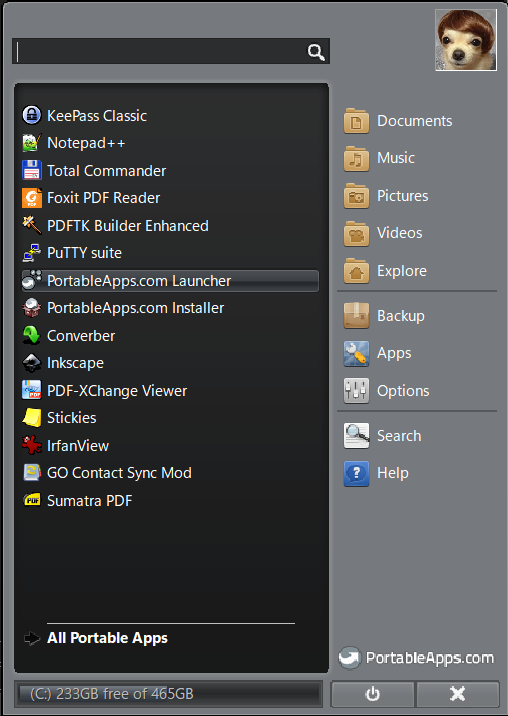 KeePass Classic
Notepad++
Total Commander
Foxit PDF Reader
PDFTK Builder Enhanced
PuTTY suite
PortableApps.com Launcher
PortableApps.com Installer
Converber
Inkscape
PDF-XChange Viewer
Stickies
IrfanView
GO Contact Sync Mod
Sumatra PDF
All Portable Apps
(C:) 233GB free of 465GB
Documents
Music
Pictures
Videos
Explore
Backup
Apps
Options
Search
Help
PortableApps.com